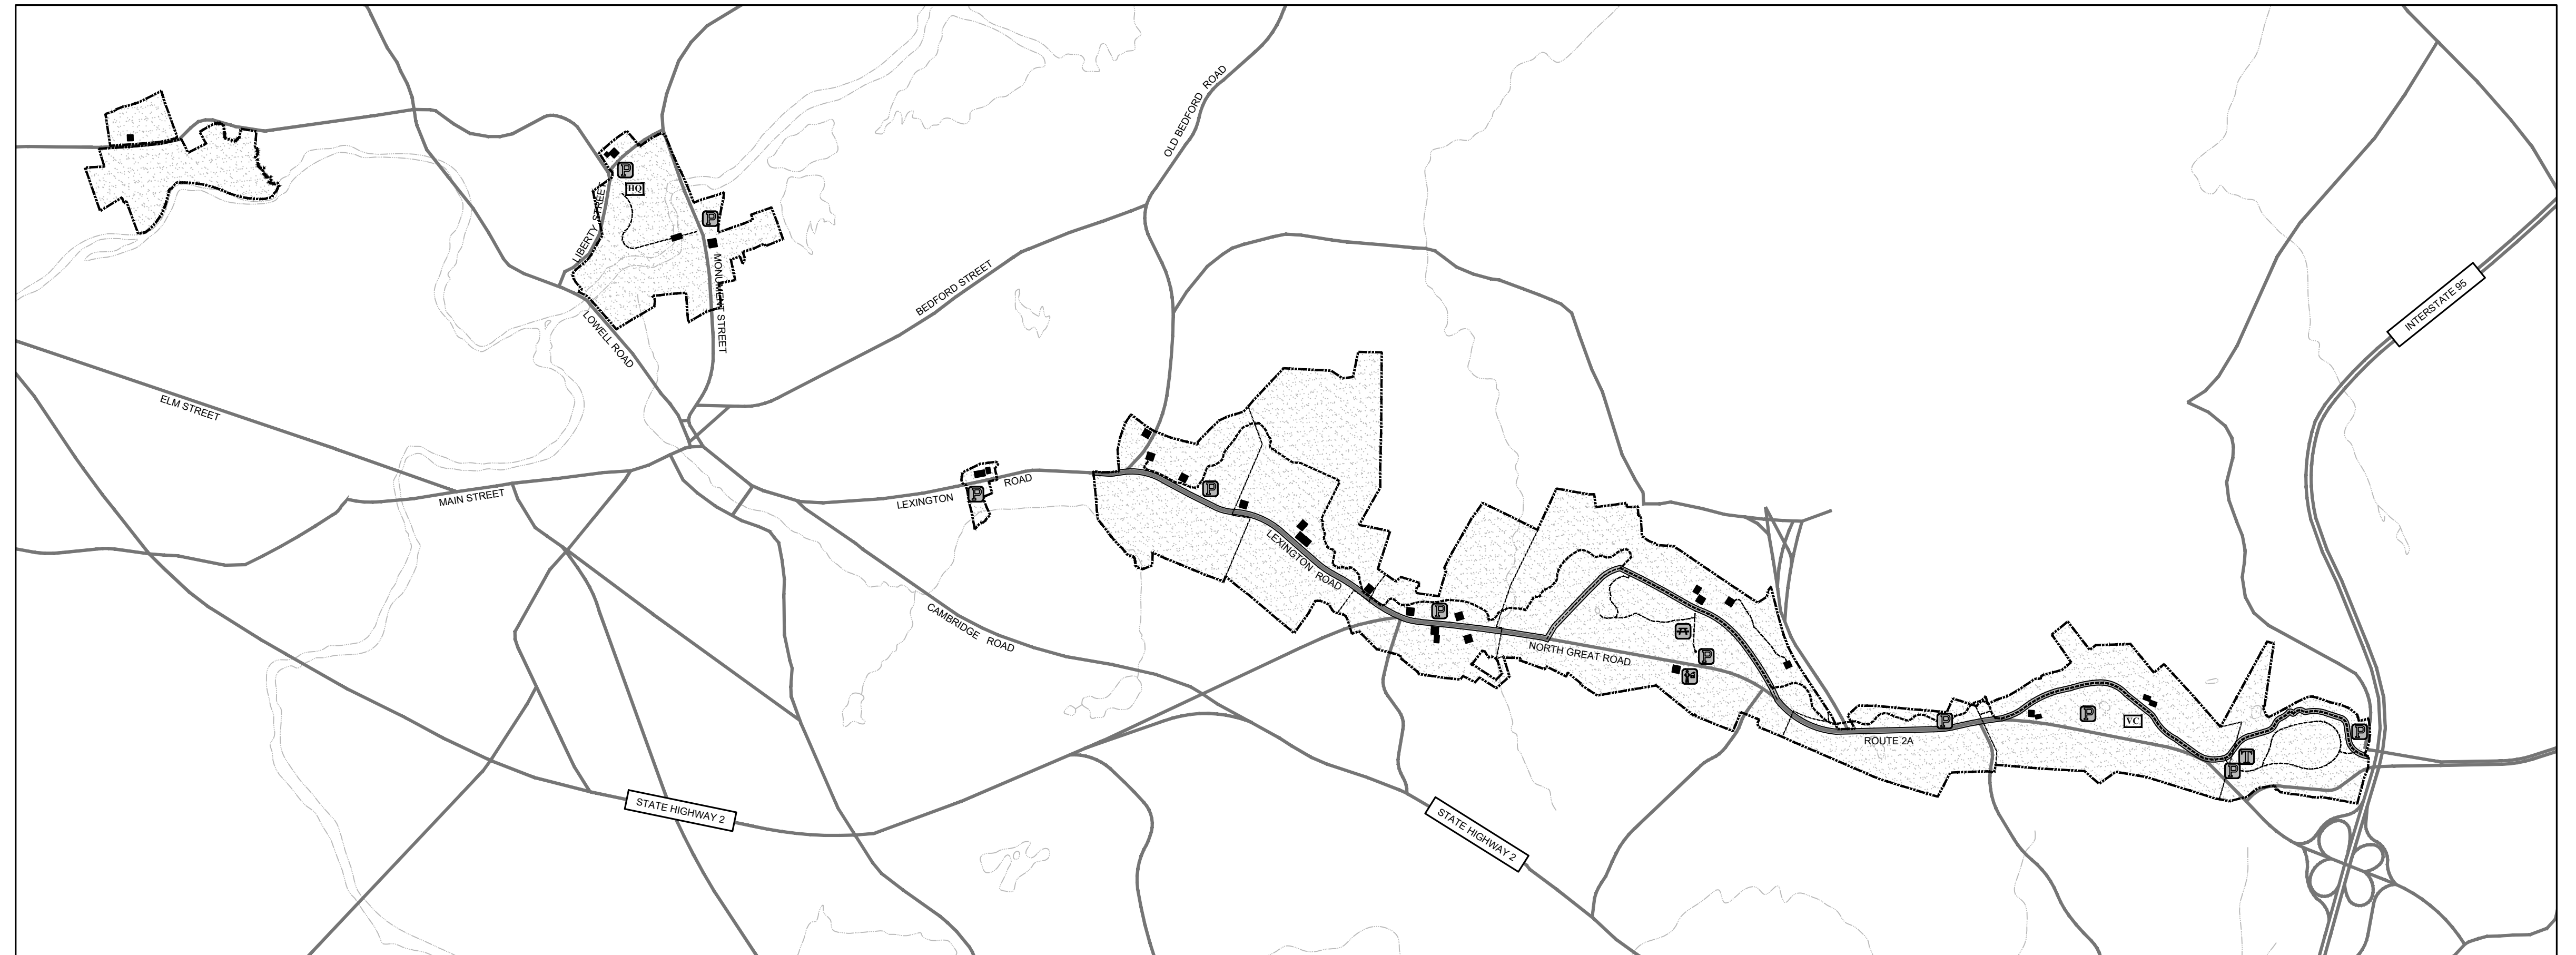 OLD BEDFORD ROAD
P
HQ
LIBERTY STREET
P
MONUMENT STREET
BEDFORD STREET
INTERSTATE 95
LOWELL ROAD
ELM STREET
MAIN STREET
LEXINGTON ROAD
P
P
LEXINGTON ROAD
CAMBRIDGE ROAD
P
NORTH GREAT ROAD
P
P
ROUTE 2A
P
VC
P
T
P
STATE HIGHWAY 2
STATE HIGHWAY 2